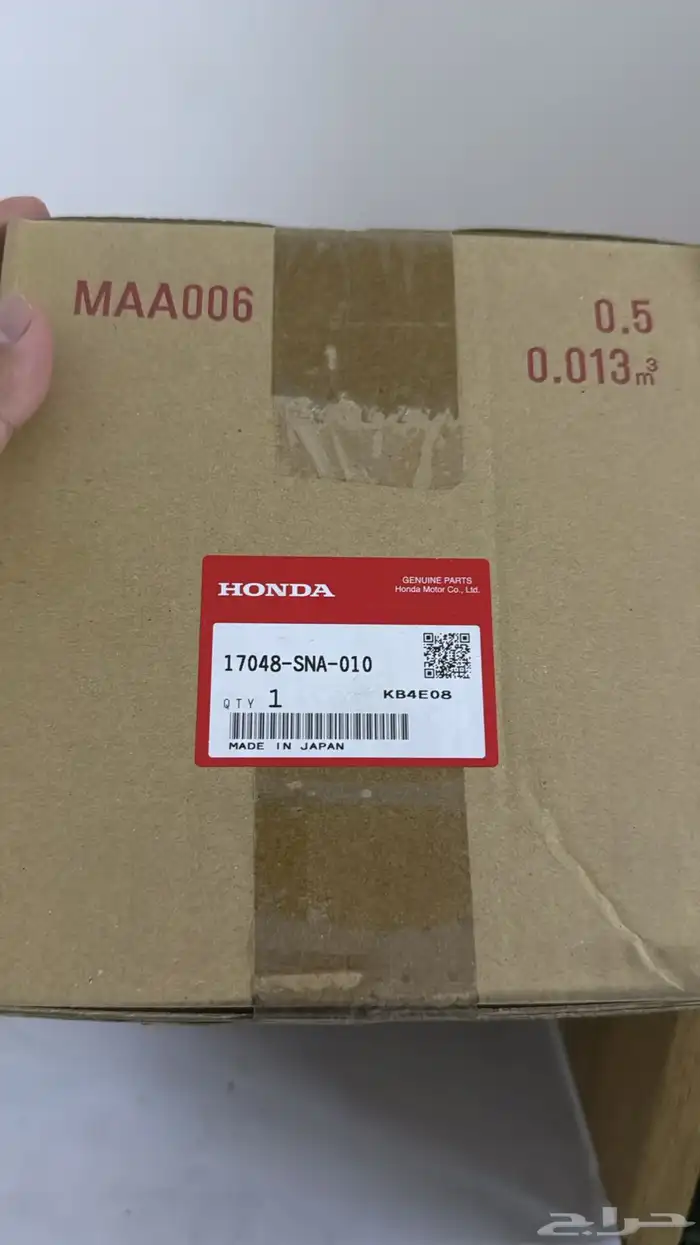 MAA006
0.5
0.013m³
HONDA
GENUINE PARTS
Honda Motor Co., Ltd.
17048-SNA-010
QTY 1
KB4E08
MADE IN JAPAN
حراج